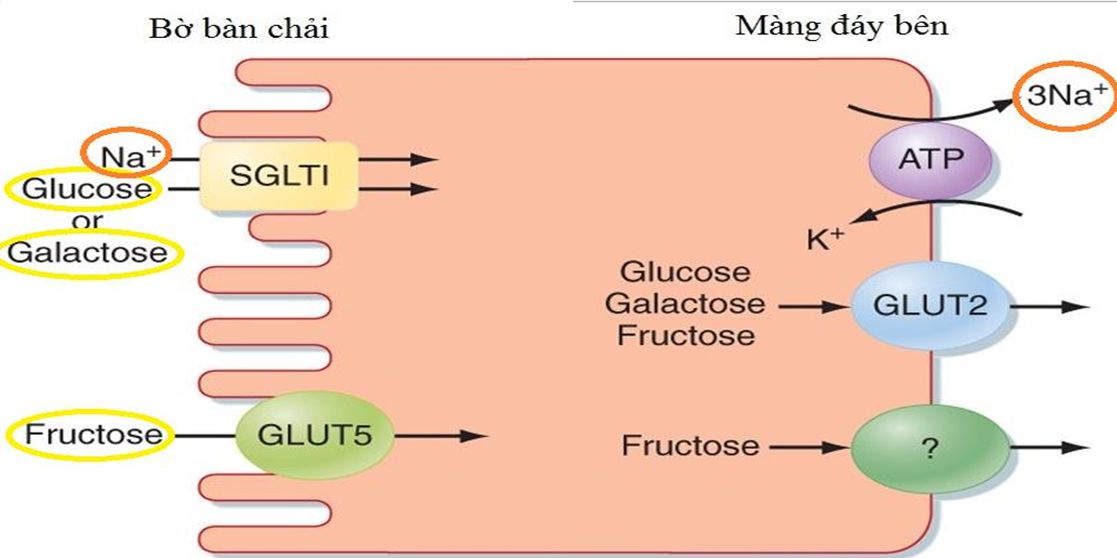 Bờ bàn chải
Màng đáy bên
Na⁺
Glucose
or
Galactose
SGLTI
3Na⁺
ATP
K⁺
Glucose
Galactose
Fructose
GLUT2
Fructose
GLUT5
Fructose
?